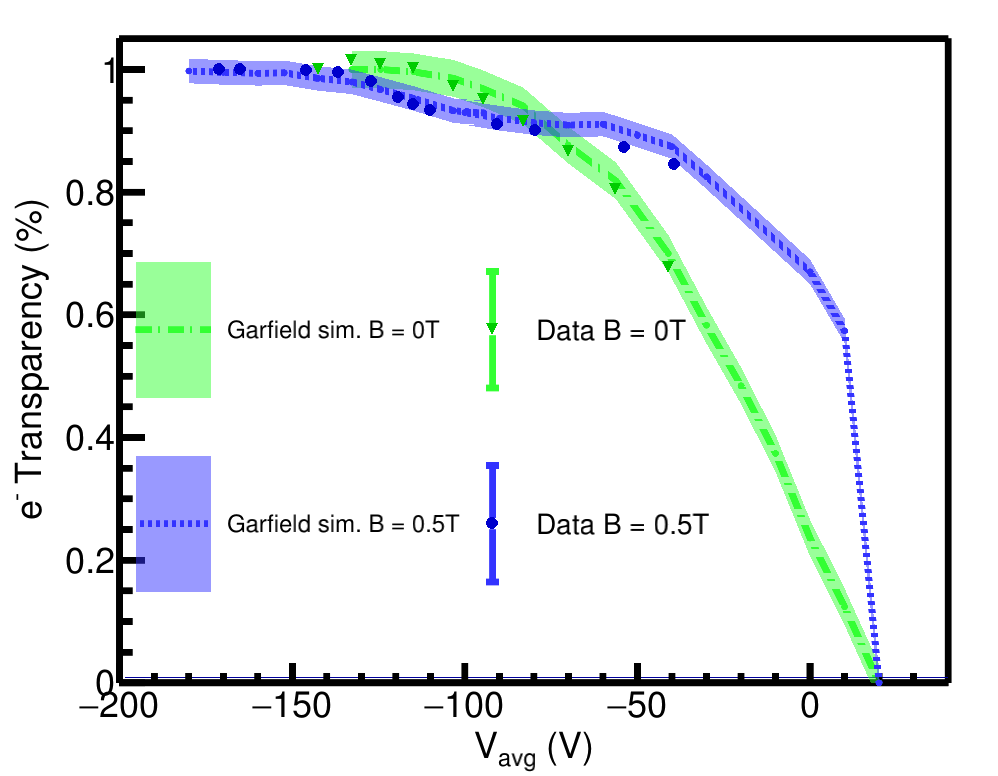 e⁻ Transparency (%)
1
0.8
0.6
0.4
0.2
0
Garfield sim. B = 0T
Data B = 0T
Garfield sim. B = 0.5T
Data B = 0.5T
−200 −150 −100 −50 0
Vavg (V)